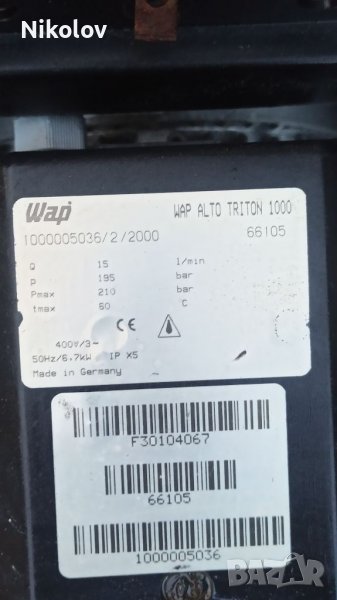 Nikolov
Wap WAP ALTO TRITON 1000
1000005036/2/2000 66105
Q 15 l/min
p 195 bar
Pmax 210 bar
tmax 60 °C
CE
400V/3~
50Hz/6,7kW IP X5
Made in Germany
F30104067
66105
1000005036
BAZAR